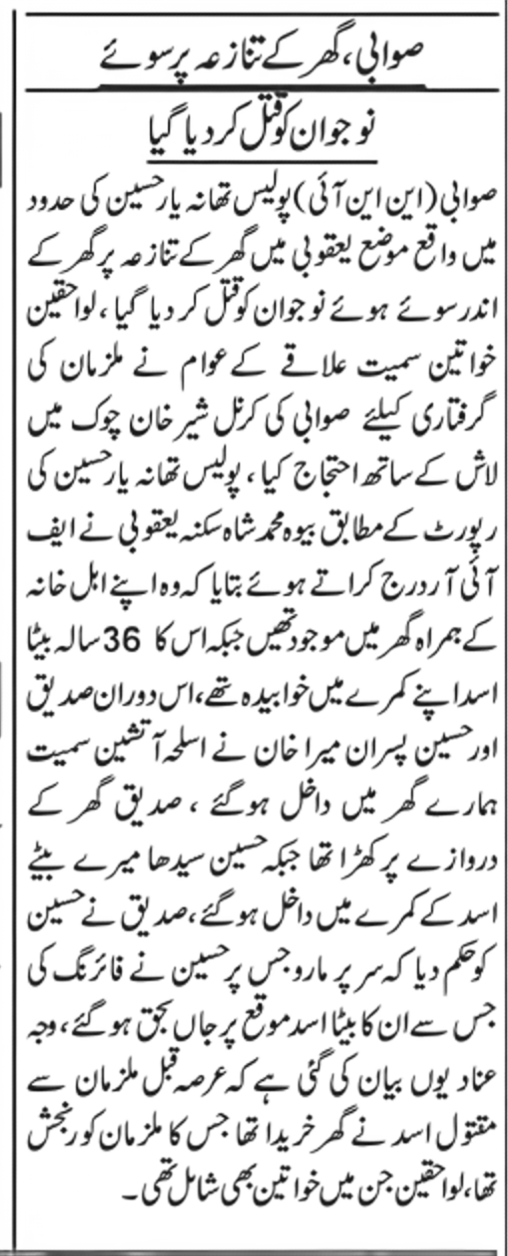 صوابی، گھر کے تنازعہ پر سوئے
نوجوان کو قتل کر دیا گیا
صوابی (این این آئی) پولیس تھانہ یار حسین کی حدود
میں واقع موضع یعقوبی میں گھر کے تنازعہ پر گھر کے
اندر سوئے ہوئے نوجوان کو قتل کر دیا گیا، لواحقین
خواتین سمیت علاقے کے عوام نے ملزمان کی
گرفتاری کیلئے صوابی کی کرنل شیر خان چوک میں
لاش کے ساتھ احتجاج کیا، پولیس تھانہ یار حسین کی
رپورٹ کے مطابق بیوہ محمد شاہ سکنہ یعقوبی نے ایف
آئی آر درج کراتے ہوئے بتایا کہ وہ اپنے اہل خانہ
کے ہمراہ گھر میں موجود تھیں جبکہ اس کا 36 سالہ بیٹا
اسد اپنے کمرے میں خوابیدہ تھے، اس دوران صدیق
اور حسین پسران میرا خان نے اسلحہ آتشین سمیت
ہمارے گھر میں داخل ہوگئے، صدیق گھر کے
دروازے پر کھڑا تھا جبکہ حسین سیدھا میرے بیٹے
اسد کے کمرے میں داخل ہوگئے، صدیق نے حسین
کو حکم دیا کہ سر پر مارو جس پر حسین نے فائرنگ کی
جس سے ان کا بیٹا اسد موقع پر جاں بحق ہوگئے، وجہ
عناد یوں بیان کی گئی ہے کہ عرصہ قبل ملزمان سے
مقتول اسد نے گھر خریدا تھا جس کا ملزمان کو رنجش
تھا، لواحقین جن میں خواتین بھی شامل تھی۔